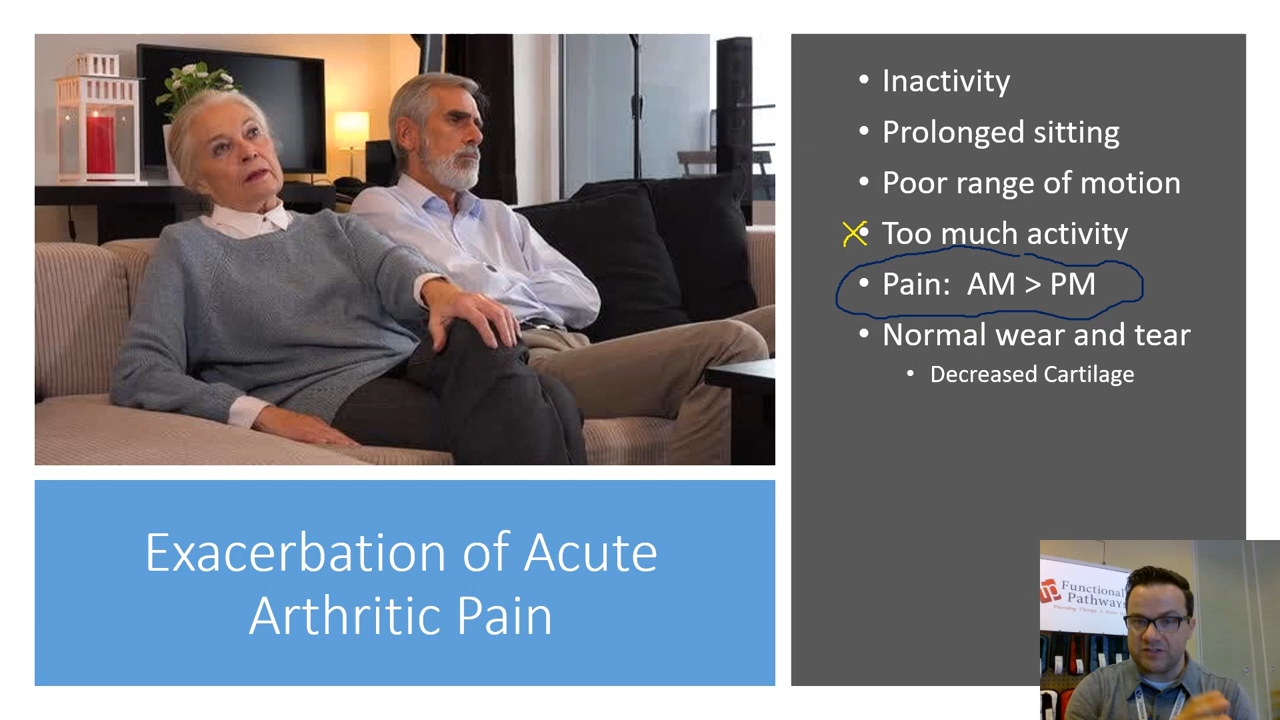 • Inactivity
• Prolonged sitting
• Poor range of motion
• Too much activity
• Pain: AM > PM
• Normal wear and tear
• Decreased Cartilage
Exacerbation of Acute
Arthritic Pain
Functional
Pathways